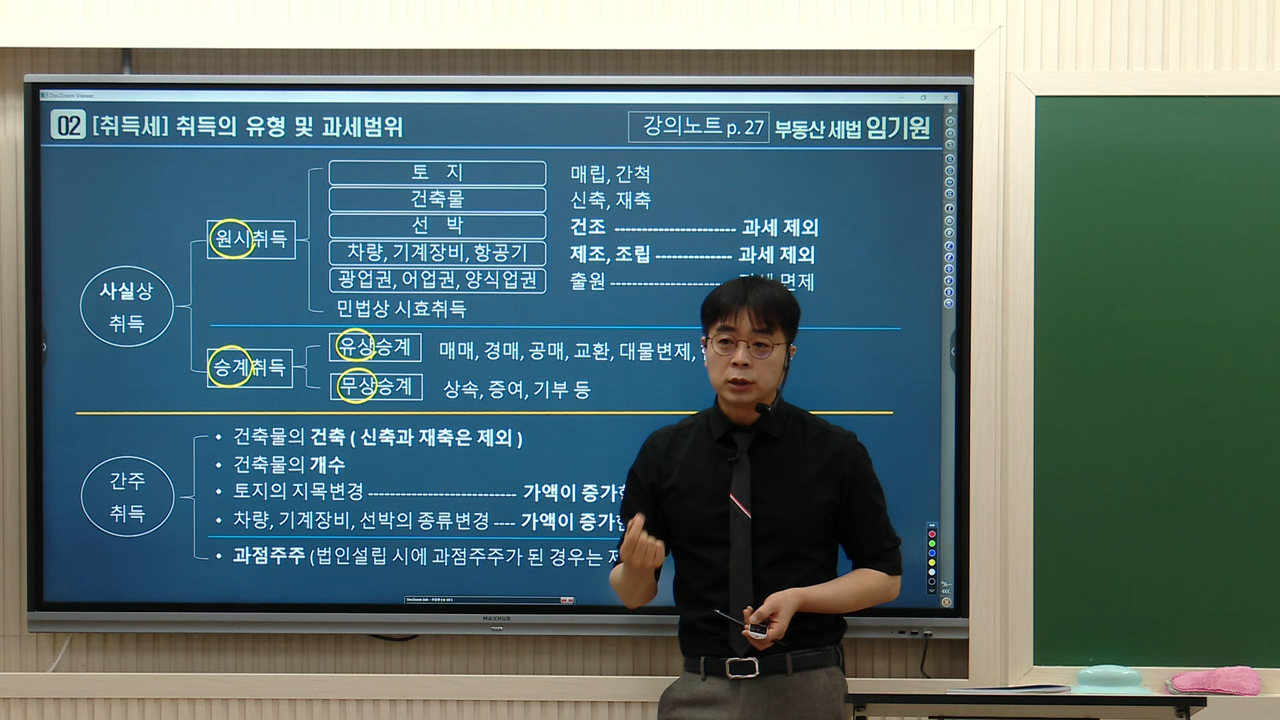 DocZoom Viewer
02 [취득세] 취득의 유형 및 과세범위
강의노트 p. 27 부동산 세법 임기원
사실상
취득
원시취득
토 지 매립, 간척
건축물 신축, 재축
선 박 건조 ---------------------- 과세 제외
차량, 기계장비, 항공기 제조, 조립 -------------- 과세 제외
광업권, 어업권, 양식업권 출원 -------------------- 면제
민법상 시효취득
승계취득
유상승계 매매, 경매, 공매, 교환, 대물변제,
무상승계 상속, 증여, 기부 등
간주
취득
• 건축물의 건축 ( 신축과 재축은 제외 )
• 건축물의 개수
• 토지의 지목변경 --------------------------- 가액이 증가
• 차량, 기계장비, 선박의 종류변경 ---- 가액이 증가
• 과점주주 (법인설립 시에 과점주주가 된 경우는
MAXHUB